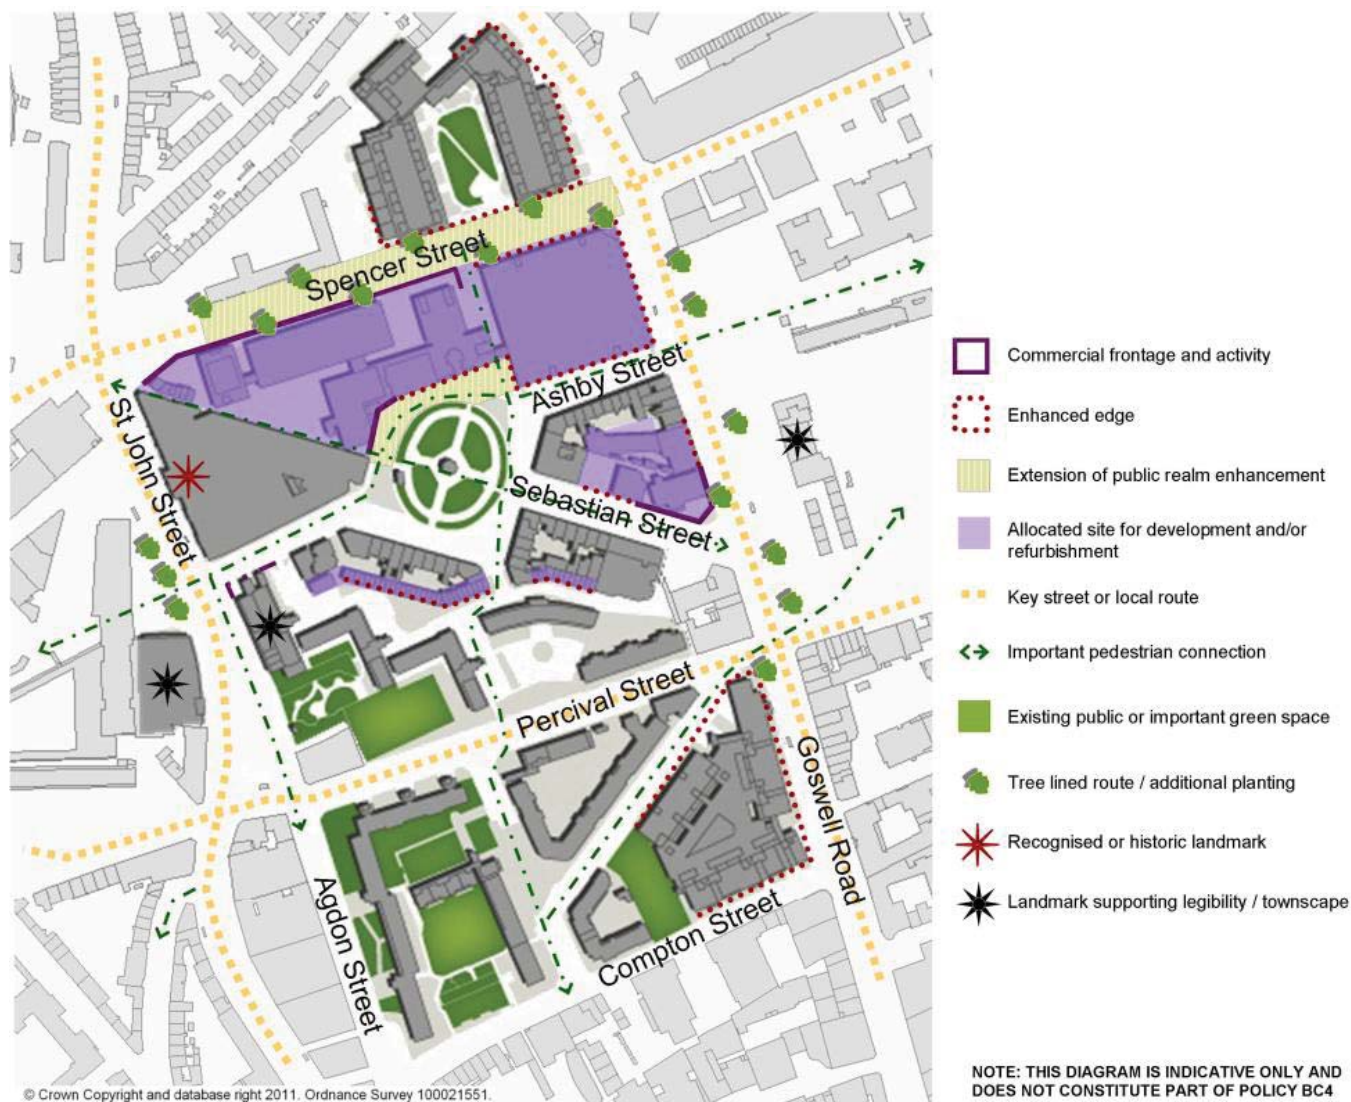 Spencer Street
Ashby Street
St John Street
Sebastian Street
Percival Street
Goswell Road
Agdon Street
Compton Street
© Crown Copyright and database right 2011. Ordnance Survey 100021551.
Commercial frontage and activity
Enhanced edge
Extension of public realm enhancement
Allocated site for development and/or
refurbishment
Key street or local route
Important pedestrian connection
Existing public or important green space
Tree lined route / additional planting
Recognised or historic landmark
Landmark supporting legibility / townscape
NOTE: THIS DIAGRAM IS INDICATIVE ONLY AND
DOES NOT CONSTITUTE PART OF POLICY BC4